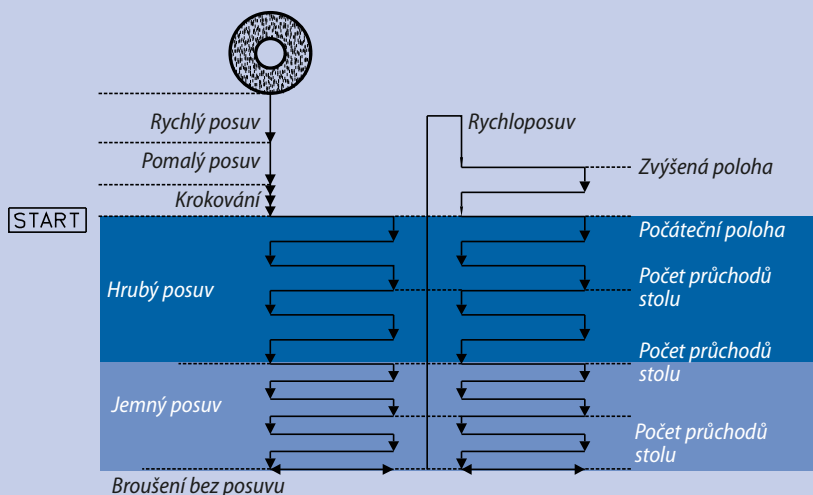 Rychlý posuv
Rychloposuv
Pomalý posuv
Zvýšená poloha
Krokování
START
Počáteční poloha
Hrubý posuv
Počet průchodů
stolu
Počet průchodů
stolu
Jemný posuv
Počet průchodů
stolu
Broušení bez posuvu